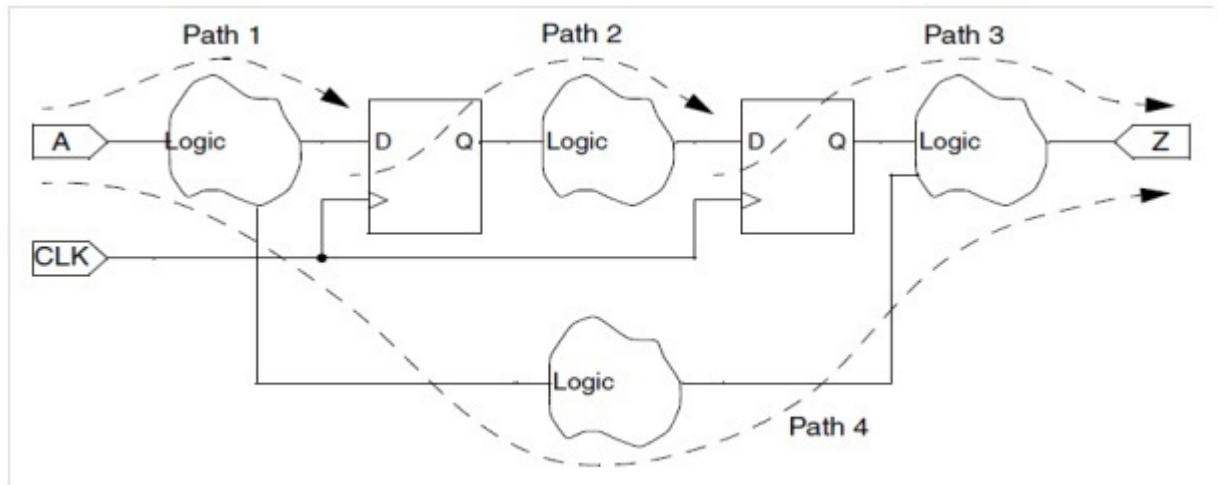 Path 1
Path 2
Path 3
A
Logic
D
Q
Logic
D
Q
Logic
Z
CLK
Logic
Path 4